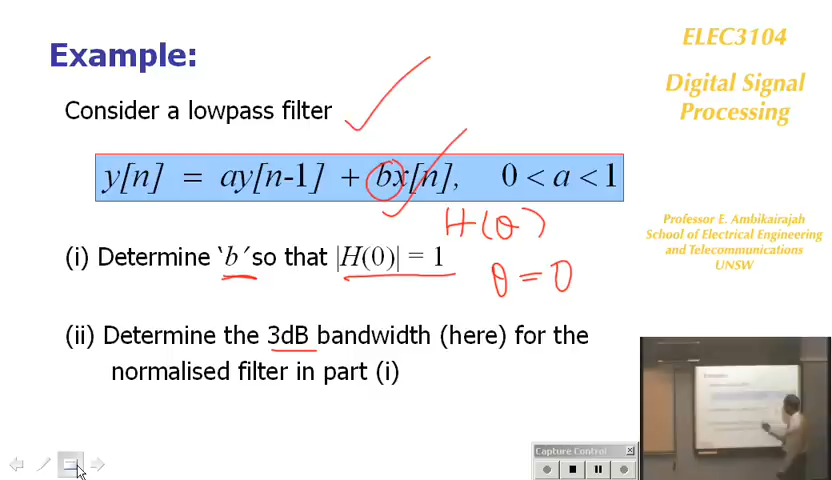 Example:
Consider a lowpass filter
y[n] = ay[n-1] + bx[n], 0 < a < 1
H(θ)
(i) Determine 'b' so that |H(0)| = 1
θ = 0
(ii) Determine the 3dB bandwidth (here) for the
normalised filter in part (i)
ELEC3104
Digital Signal
Processing
Professor E. Ambikairajah
School of Electrical Engineering
and Telecommunications
UNSW
Capture Control